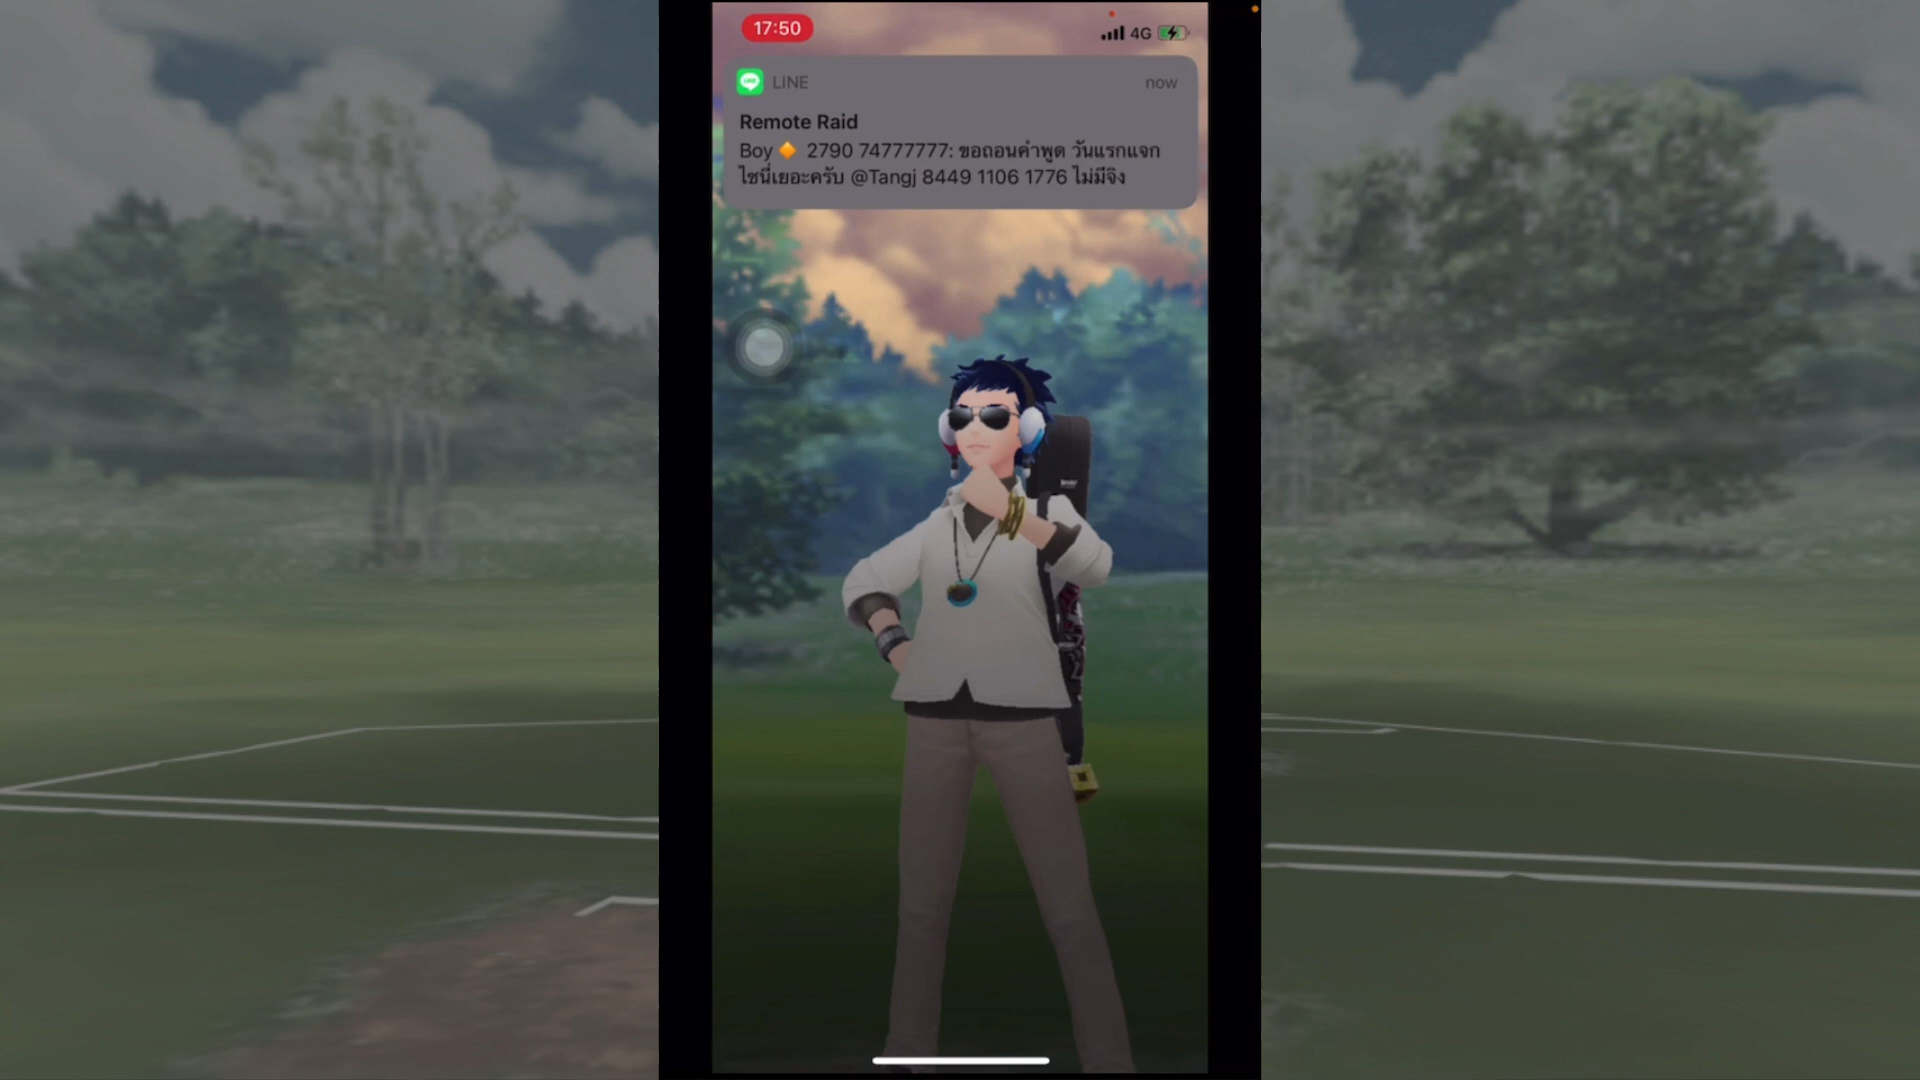 17:50
4G
LINE
now
Remote Raid
Boy🔶 2790 74777777: ขอถอนคำพูด วันแรกแจก
ไชนี่เยอะครับ @Tangj 8449 1106 1776 ไม่มีจิง